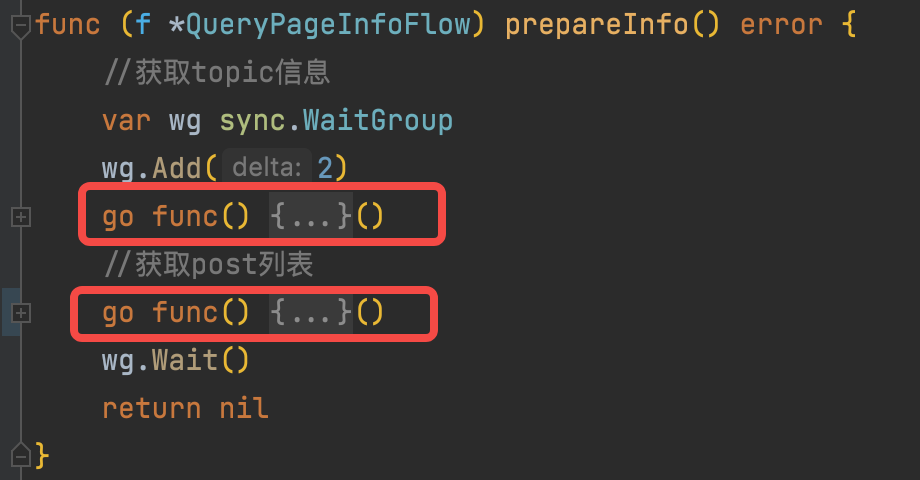 func (f *QueryPageInfoFlow) prepareInfo() error {
//获取topic信息
var wg sync.WaitGroup
wg.Add( delta: 2)
go func() {...}()
//获取post列表
go func() {...}()
wg.Wait()
return nil
}